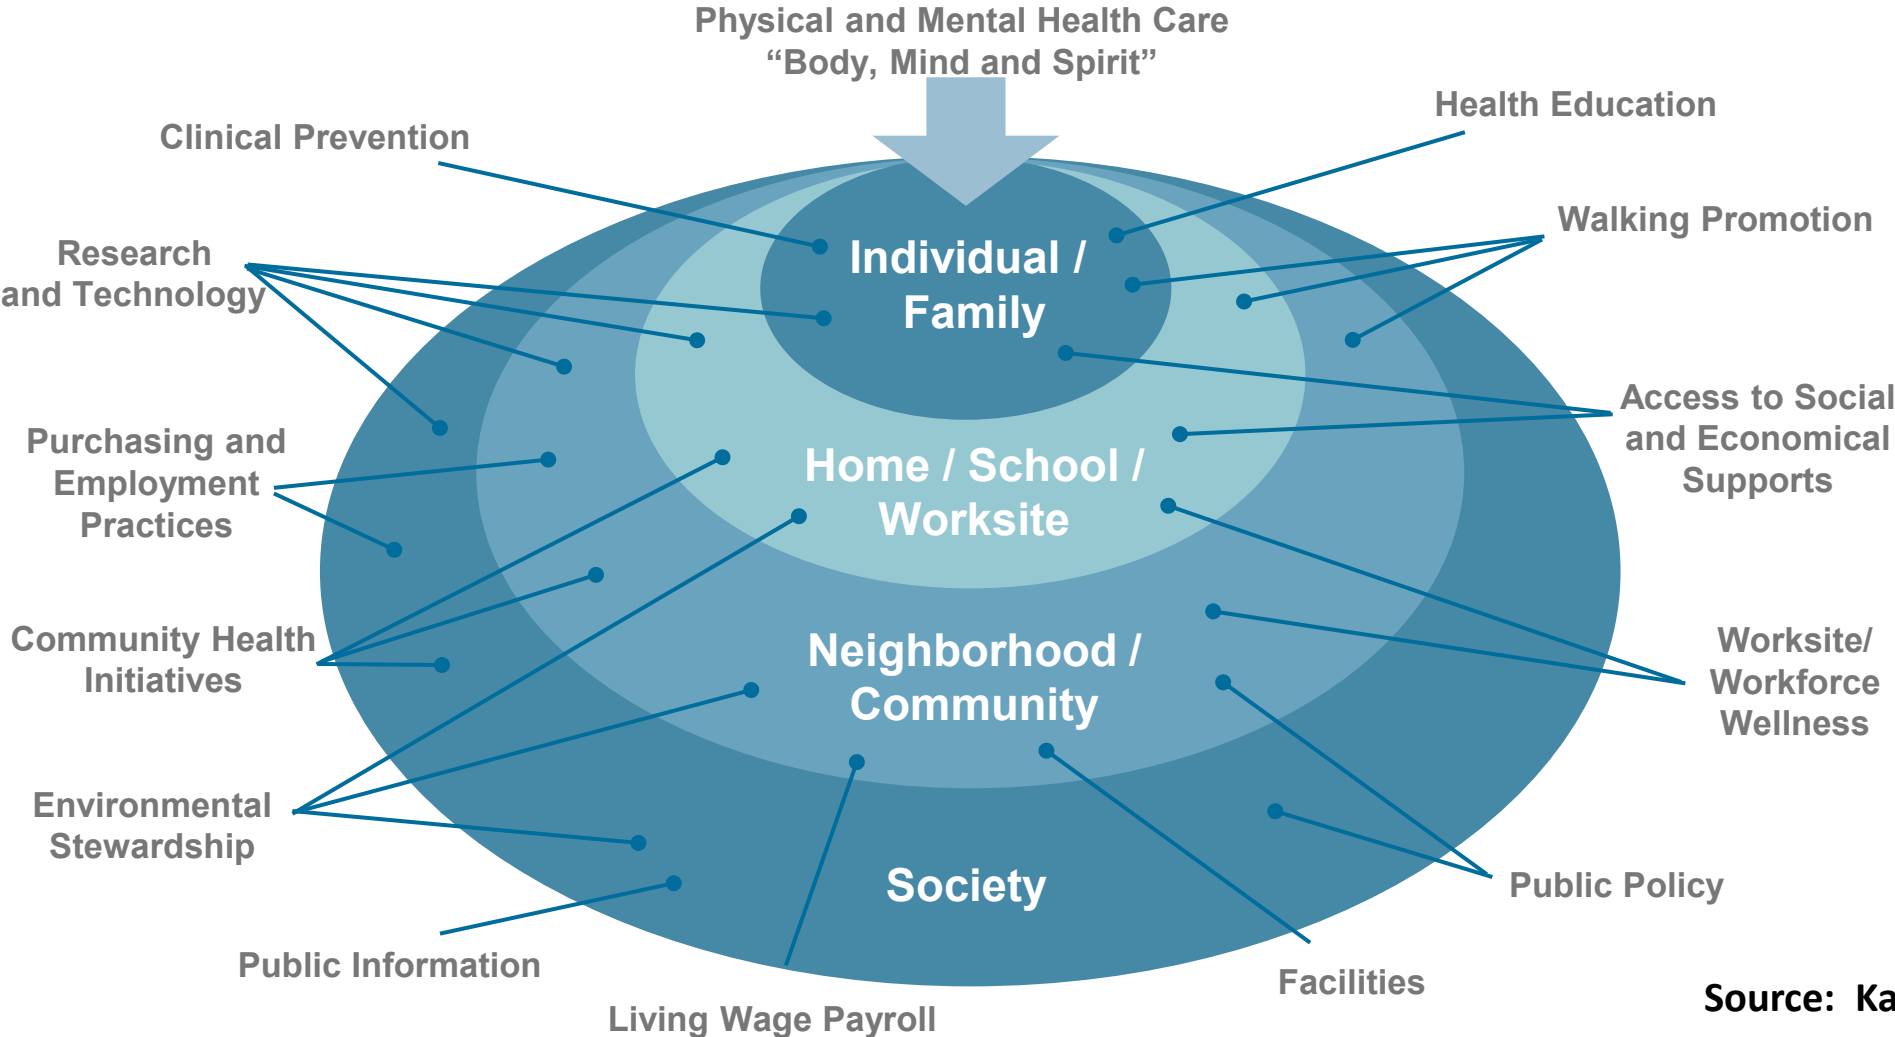 Physical and Mental Health Care
“Body, Mind and Spirit”
Health Education
Clinical Prevention
Walking Promotion
Research
and Technology
Individual /
Family
Access to Social
and Economical
Supports
Purchasing and
Employment
Practices
Home / School /
Worksite
Community Health
Initiatives
Neighborhood /
Community
Worksite/
Workforce
Wellness
Environmental
Stewardship
Society
Public Policy
Public Information
Facilities
Living Wage Payroll
Source: Ka